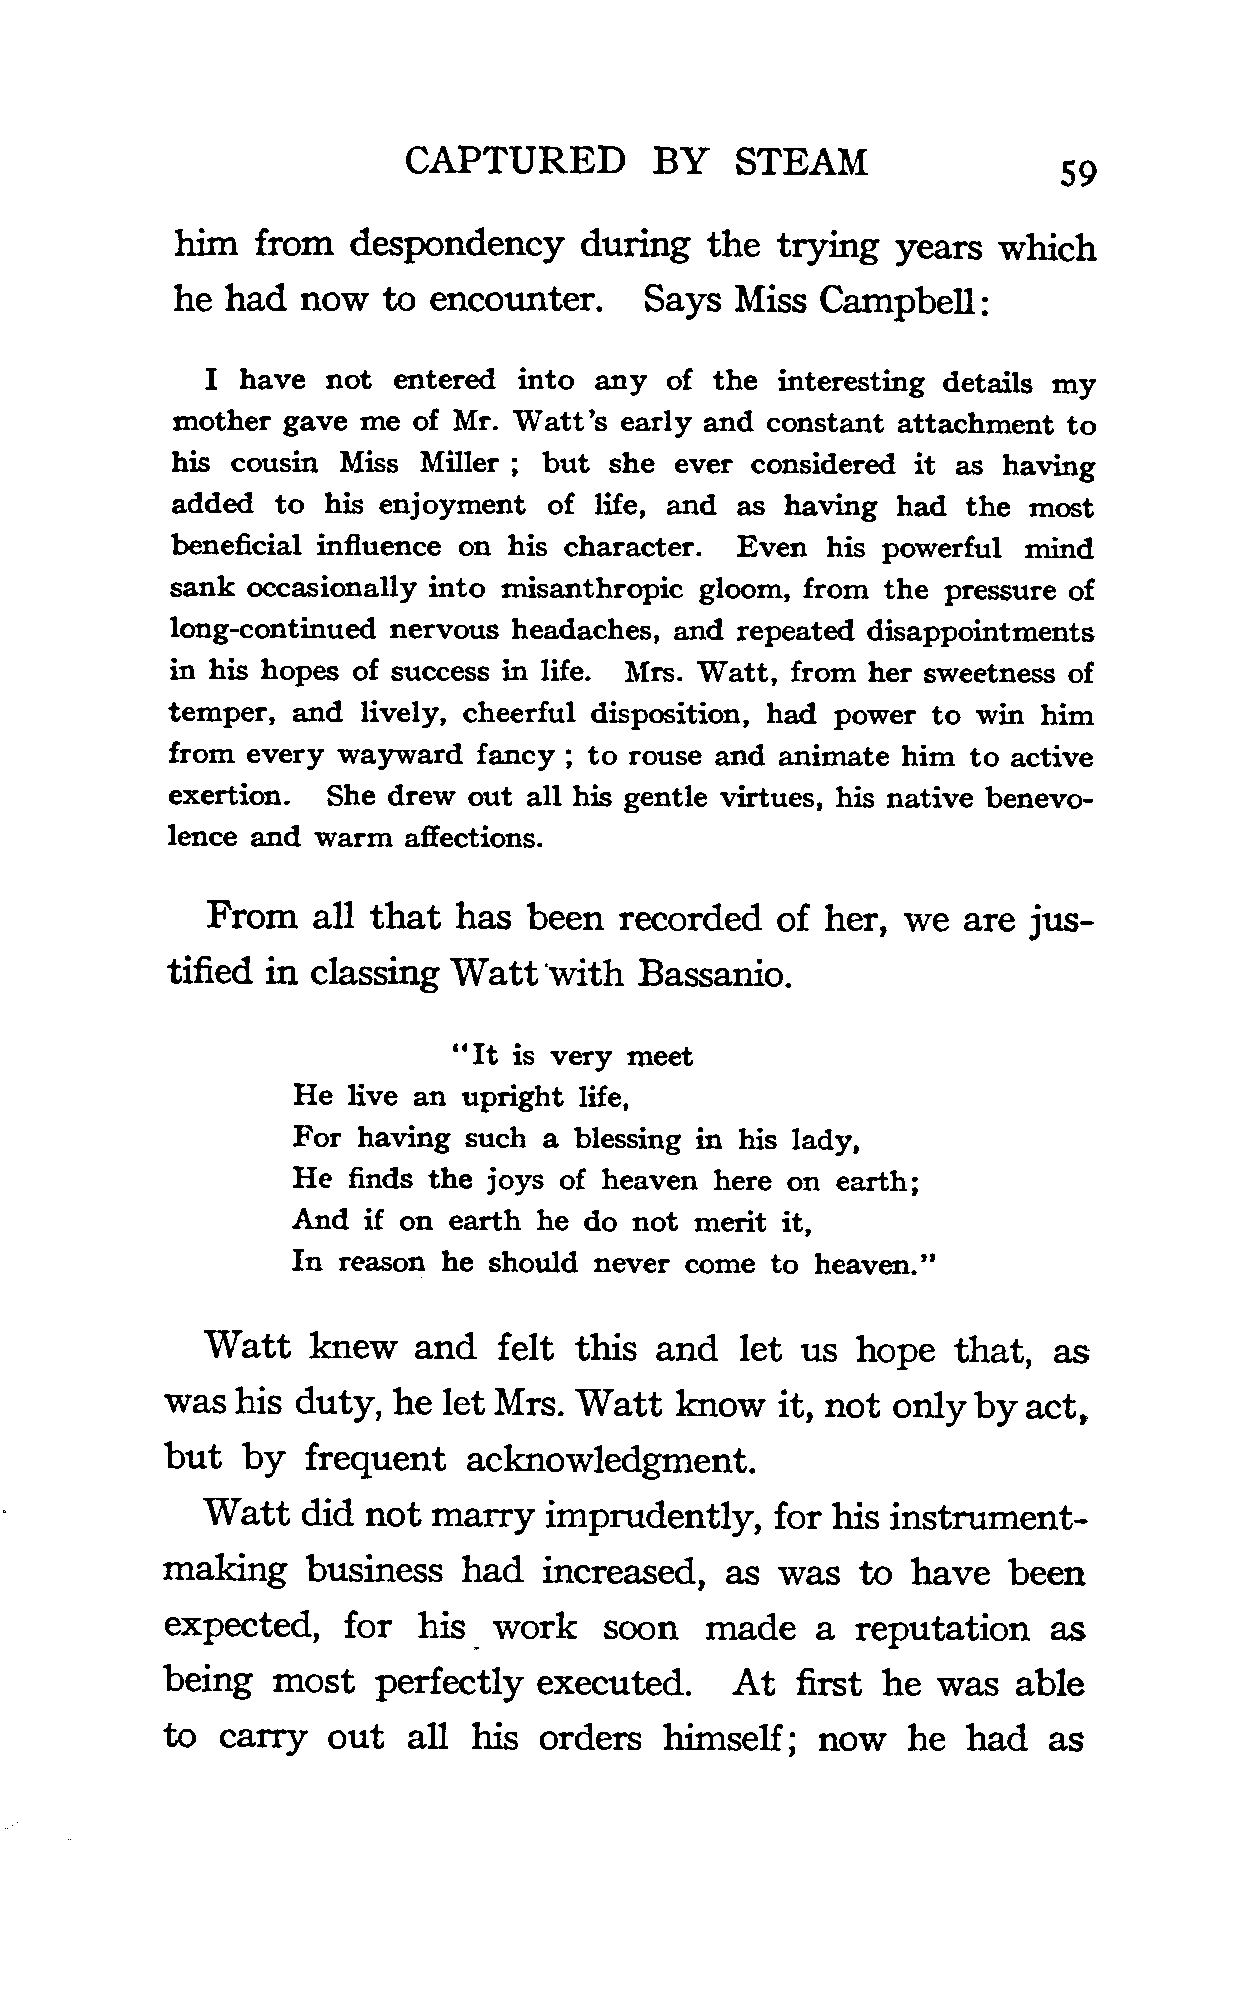 CAPTURED BY STEAM 59
him from despondency during the trying years which
he had now to encounter. Says Miss Campbell:
I have not entered into any of the interesting details my
mother gave me of Mr. Watt's early and constant attachment to
his cousin Miss Miller ; but she ever considered it as having
added to his enjoyment of life, and as having had the most
beneficial influence on his character. Even his powerful mind
sank occasionally into misanthropic gloom, from the pressure of
long-continued nervous headaches, and repeated disappointments
in his hopes of success in life. Mrs. Watt, from her sweetness of
temper, and lively, cheerful disposition, had power to win him
from every wayward fancy ; to rouse and animate him to active
exertion. She drew out all his gentle virtues, his native benevo-
lence and warm affections.
From all that has been recorded of her, we are jus-
tified in classing Watt with Bassanio.
"It is very meet
He live an upright life,
For having such a blessing in his lady,
He finds the joys of heaven here on earth;
And if on earth he do not merit it,
In reason he should never come to heaven."
Watt knew and felt this and let us hope that, as
was his duty, he let Mrs. Watt know it, not only by act,
but by frequent acknowledgment.
Watt did not marry imprudently, for his instrument-
making business had increased, as was to have been
expected, for his work soon made a reputation as
being most perfectly executed. At first he was able
to carry out all his orders himself; now he had as